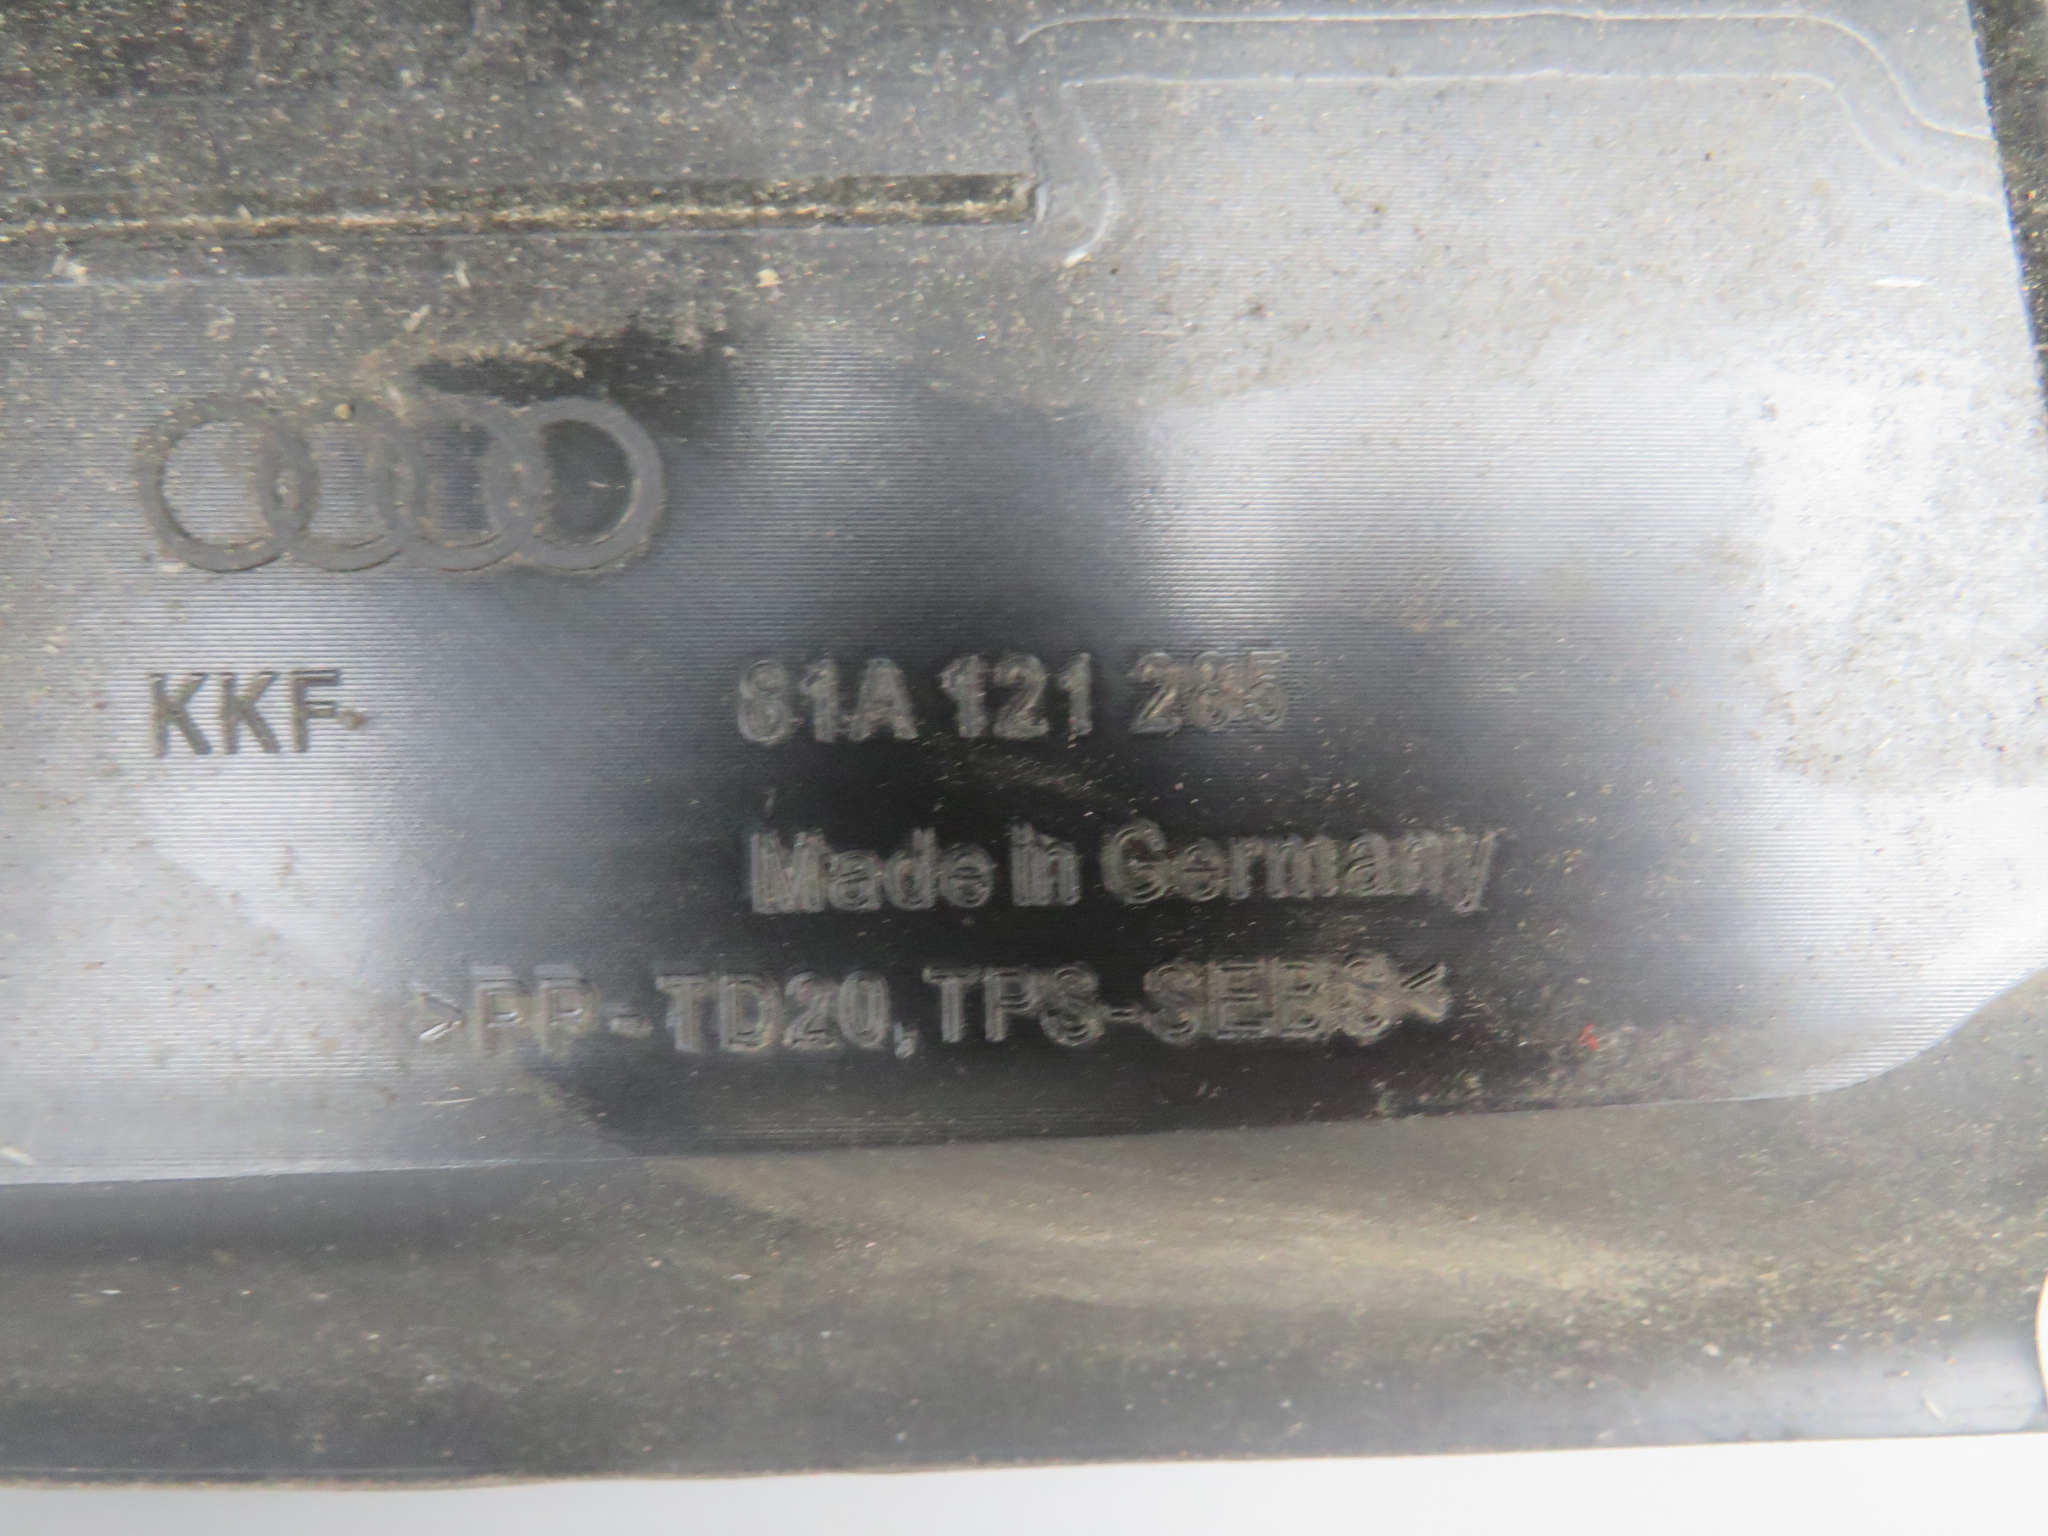 KKF 81A 121 285
Made in Germany
>PP-TD20,TPS-SEBS<